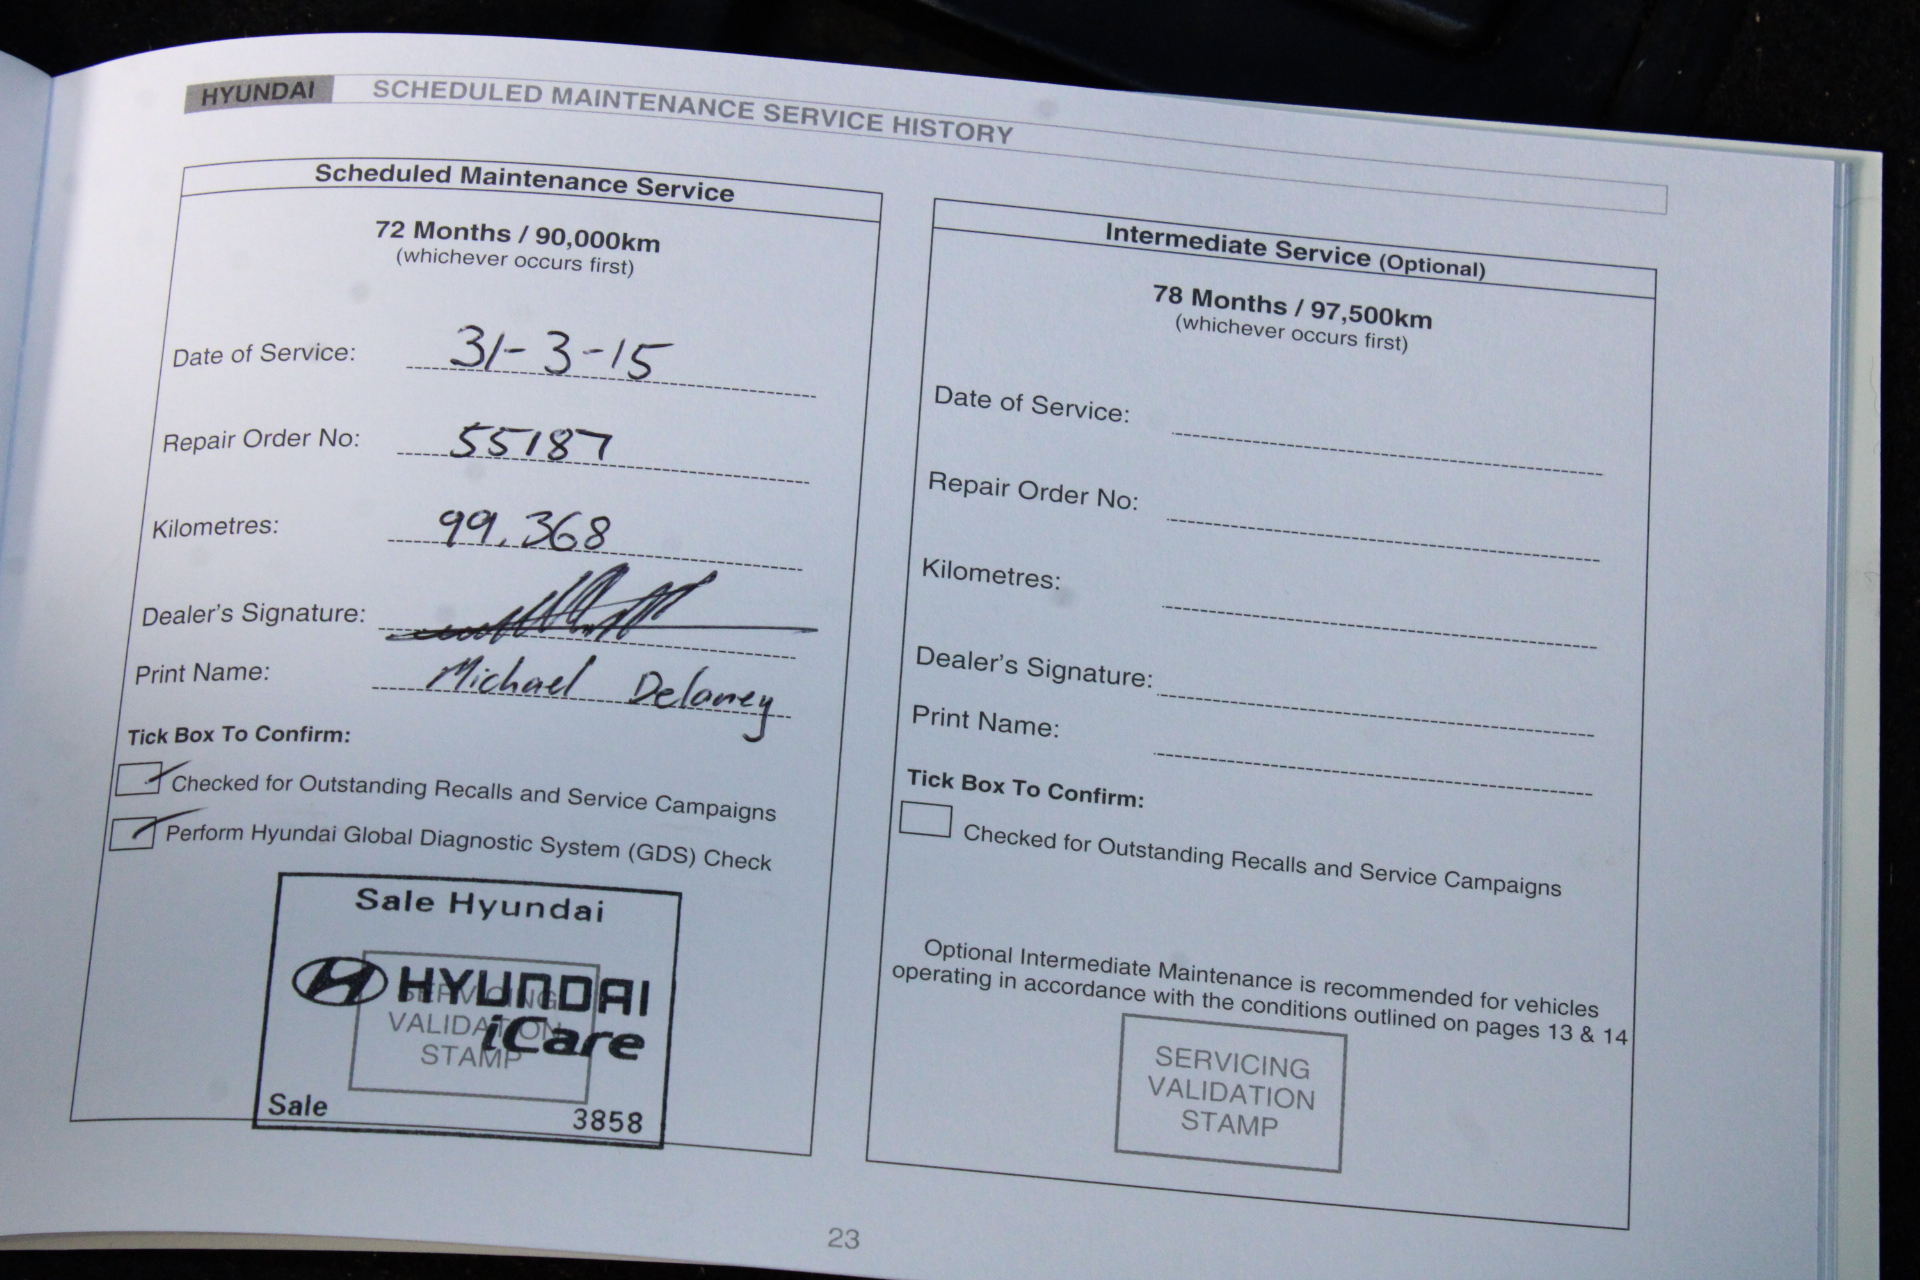 HYUNDAI SCHEDULED MAINTENANCE SERVICE HISTORY
Scheduled Maintenance Service
72 Months / 90,000km
(whichever occurs first)
Date of Service: 31-3-15
Repair Order No: 55187
Kilometres: 99.368
Dealer's Signature:
Print Name: Michael Delaney
Tick Box To Confirm:
Checked for Outstanding Recalls and Service Campaigns
Perform Hyundai Global Diagnostic System (GDS) Check
Sale Hyundai
HYUNDAI
iCare
SERVICING
VALIDATION
STAMP
Sale 3858
Intermediate Service (Optional)
78 Months / 97,500km
(whichever occurs first)
Date of Service:
Repair Order No:
Kilometres:
Dealer's Signature:
Print Name:
Tick Box To Confirm:
Checked for Outstanding Recalls and Service Campaigns
Optional Intermediate Maintenance is recommended for vehicles
operating in accordance with the conditions outlined on pages 13 & 14
SERVICING
VALIDATION
STAMP
23